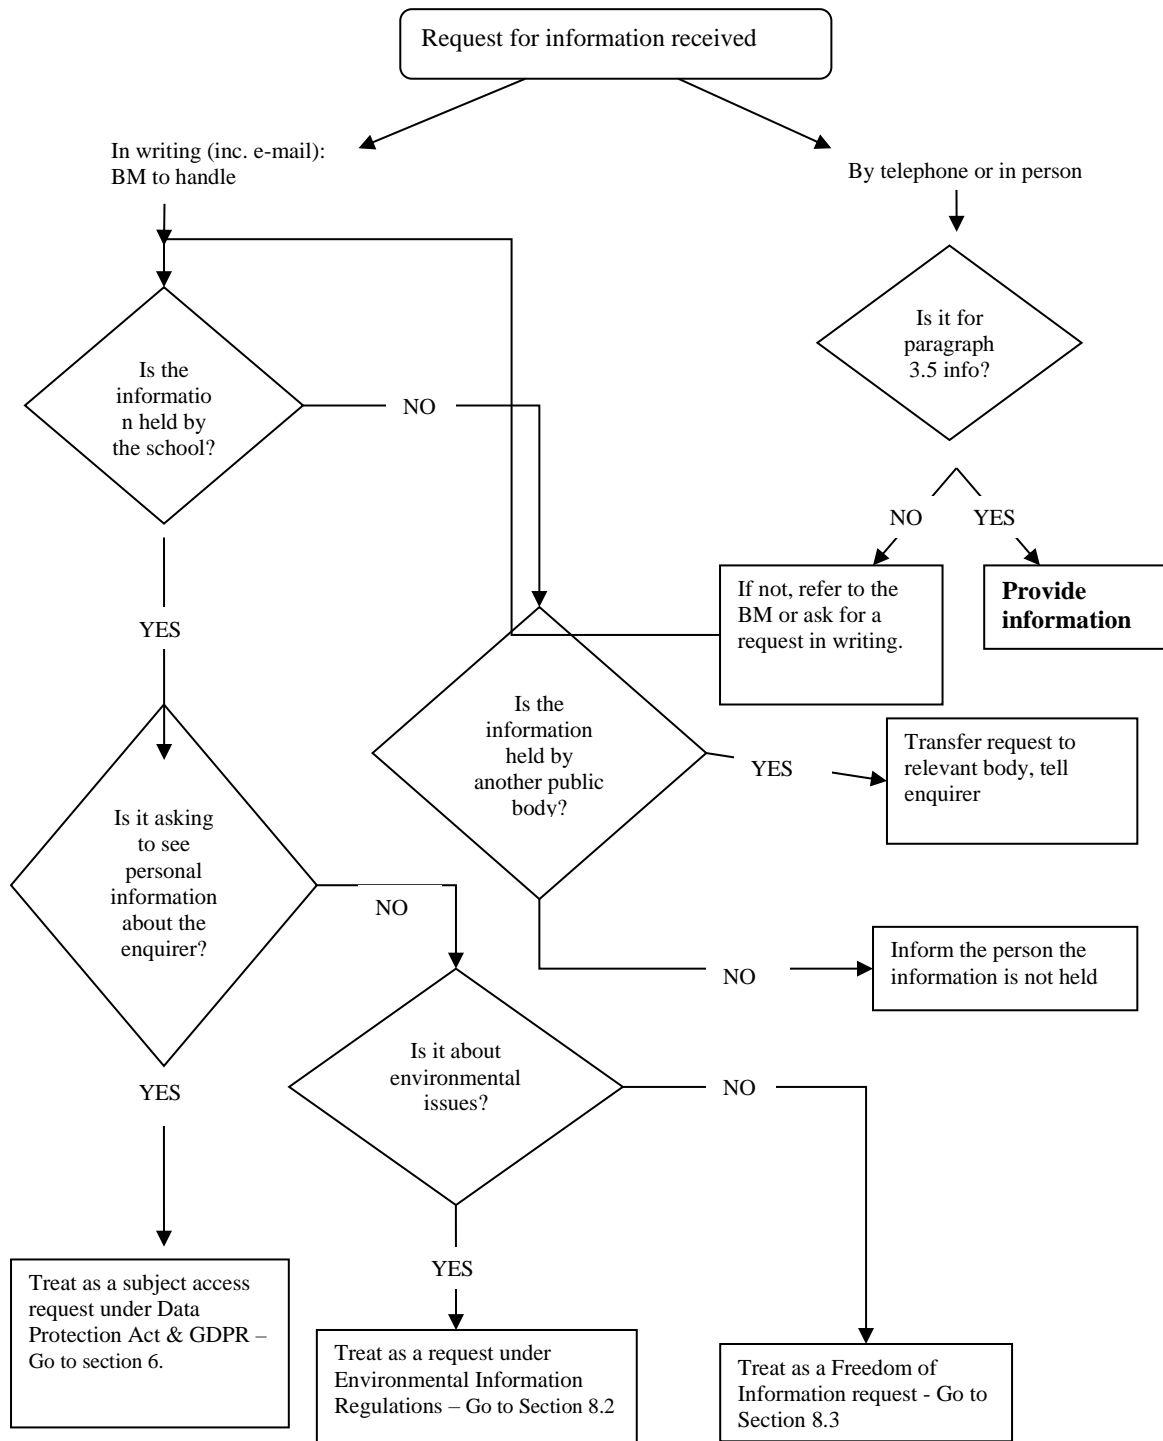 Request for information received
In writing (inc. e-mail):
BM to handle
By telephone or in person
Is it for
paragraph
3.5 info?
Is the
informatio
n held by
the school?
NO
NO
YES
If not, refer to the
BM or ask for a
request in writing.
Provide
information
YES
Is the
information
held by
another public
body?
YES
Transfer request to
relevant body, tell
enquirer
Is it asking
to see
personal
information
about the
enquirer?
NO
NO
Inform the person the
information is not held
Is it about
environmental
issues?
NO
YES
YES
Treat as a subject access
request under Data
Protection Act & GDPR –
Go to section 6.
Treat as a request under
Environmental Information
Regulations – Go to Section 8.2
Treat as a Freedom of
Information request - Go to
Section 8.3